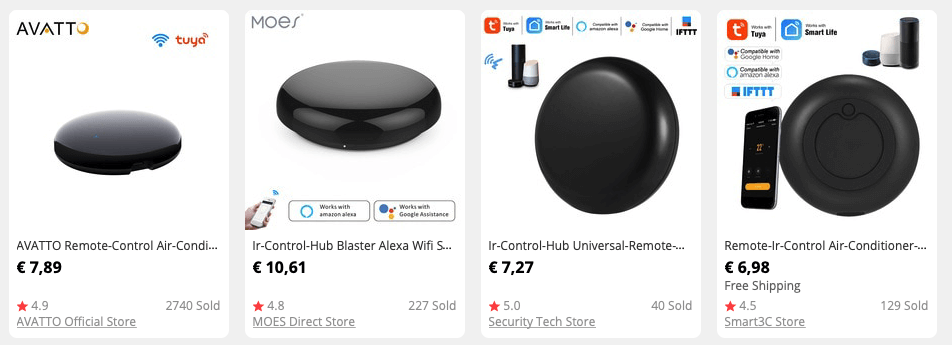 AVATTO
tuya
AVATTO Remote-Control Air-Condi...
€ 7,89
4.9
2740 Sold
AVATTO Official Store
MOES
Works with
amazon alexa
Works with
Google Assistance
Ir-Control-Hub Blaster Alexa Wifi S...
€ 10,61
4.8
227 Sold
MOES Direct Store
Works with
Tuya
Works with
Smart Life
Compatible with
amazon alexa
Compatible with
Google Home
IFTTT
Ir-Control-Hub Universal-Remote-...
€ 7,27
5.0
40 Sold
Security Tech Store
Works with
Tuya
Works with
Smart Life
Compatible with
Google Home
Compatible with
amazon alexa
IFTTT
22°
Remote-Ir-Control Air-Conditioner-...
€ 6,98
Free Shipping
4.5
129 Sold
Smart3C Store